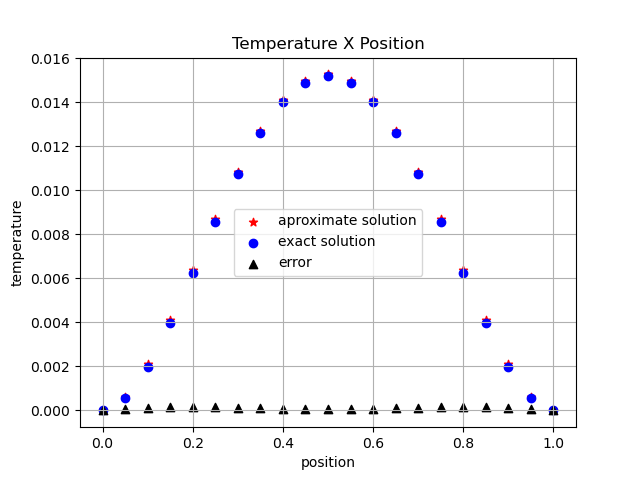 Temperature X Position
temperature
0.016
0.014
0.012
0.010
0.008
0.006
0.004
0.002
0.000
aproximate solution
exact solution
error
0.0 0.2 0.4 0.6 0.8 1.0
position